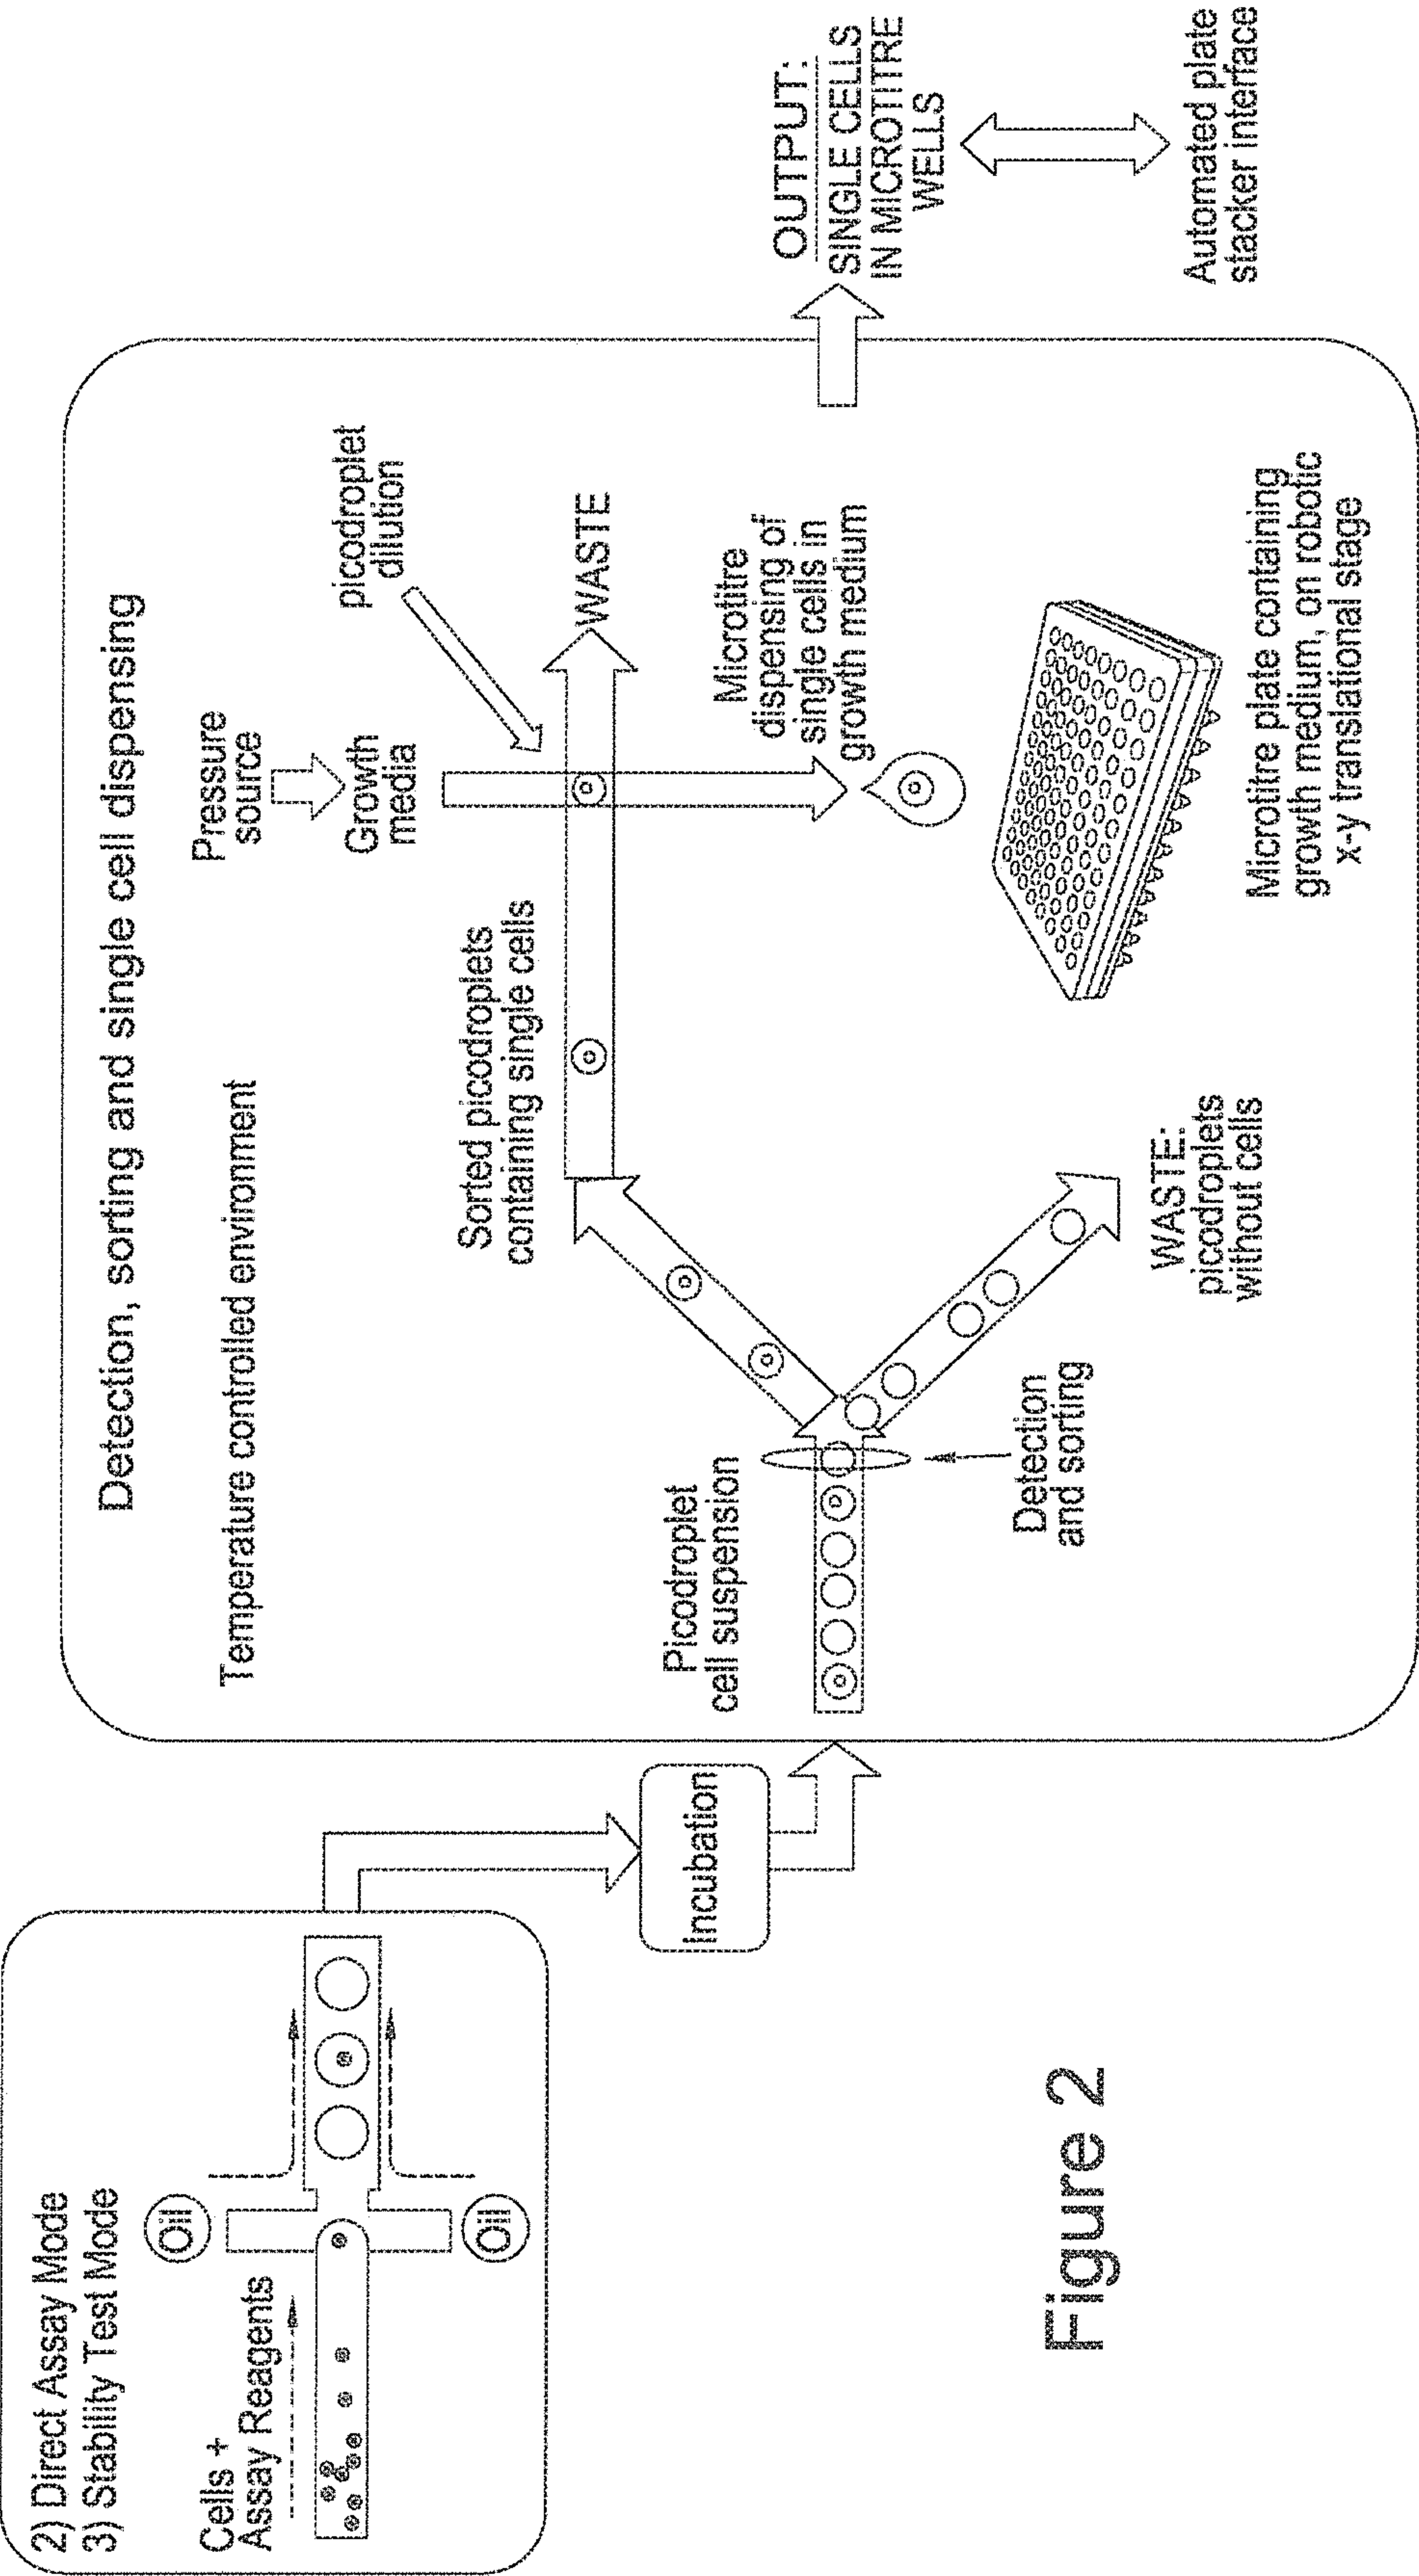 2) Direct Assay Mode
3) Stability Test Mode
Cells +
Assay Reagents
Oil
Oil
Incubation
Detection, sorting and single cell dispensing
Temperature controlled environment
Picodroplet
cell suspension
Detection
and sorting
Sorted picodroplets
containing single cells
WASTE:
picodroplets
without cells
Pressure
source
Growth
media
picodroplet
dilution
WASTE
Microtitre
dispensing of
single cells in
growth medium
Microtitre plate containing
growth medium, on robotic
x-y translational stage
OUTPUT:
SINGLE CELLS
IN MICROTITRE
WELLS
Automated plate
stacker interface
Figure 2